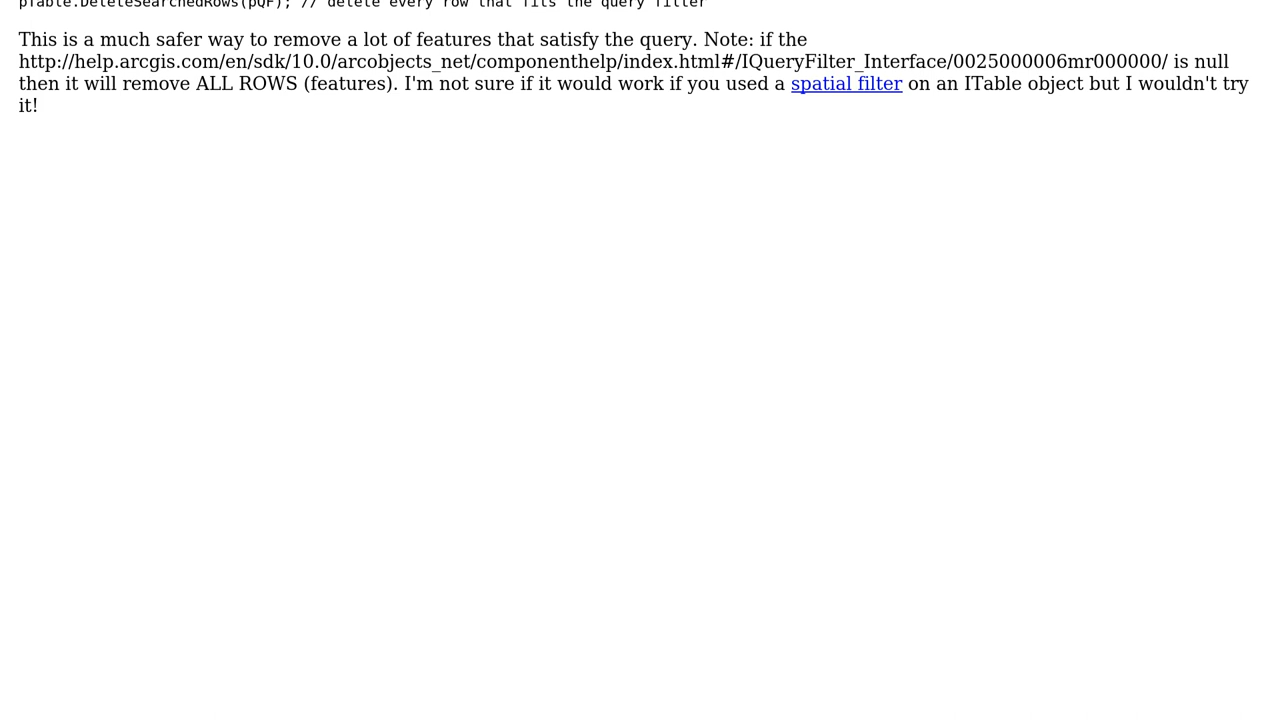 pTable.DeleteSearchedRows(pQF); // delete every row that fits the query filter
This is a much safer way to remove a lot of features that satisfy the query. Note: if the
http://help.arcgis.com/en/sdk/10.0/arcobjects_net/componenthelp/index.html#/IQueryFilter_Interface/0025000006mr000000/ is null
then it will remove ALL ROWS (features). I'm not sure if it would work if you used a spatial filter on an ITable object but I wouldn't try
it!